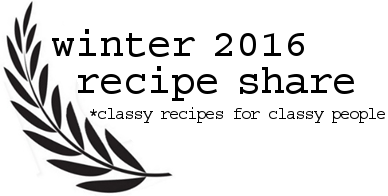 winter 2016
recipe share
*classy recipes for classy people